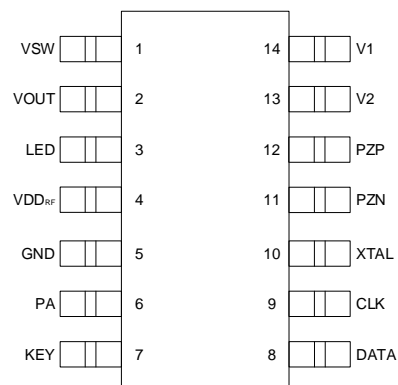 VSW 1 14 V1
VOUT 2 13 V2
LED 3 12 PZP
VDDRF 4 11 PZN
GND 5 10 XTAL
PA 6 9 CLK
KEY 7 8 DATA